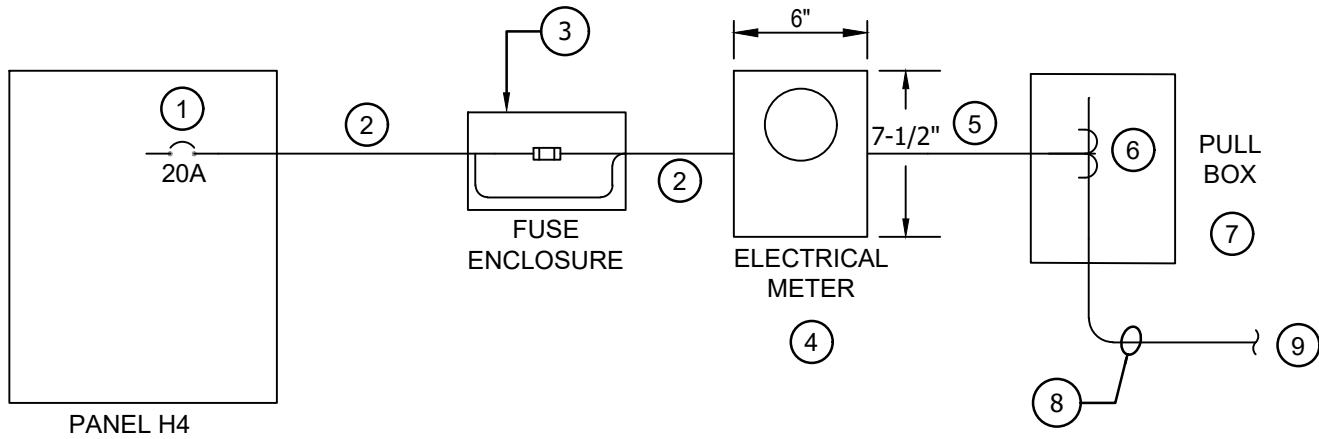 6"
3
1
2
20A
FUSE
ENCLOSURE
2
7-1/2"
ELECTRICAL
METER
4
5
6
PULL
BOX
7
8
9
PANEL H4